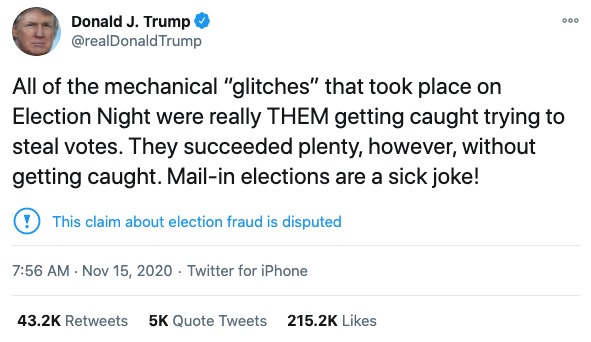 Donald J. Trump
@realDonaldTrump
All of the mechanical “glitches” that took place on
Election Night were really THEM getting caught trying to
steal votes. They succeeded plenty, however, without
getting caught. Mail-in elections are a sick joke!
This claim about election fraud is disputed
7:56 AM · Nov 15, 2020 · Twitter for iPhone
43.2K Retweets 5K Quote Tweets 215.2K Likes